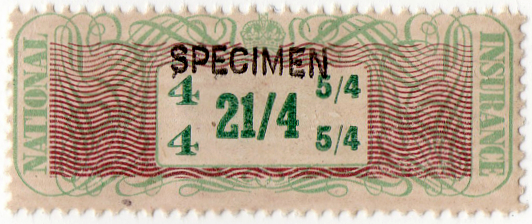 NATIONAL
SPECIMEN
4 5/4
21/4
4 5/4
INSURANCE